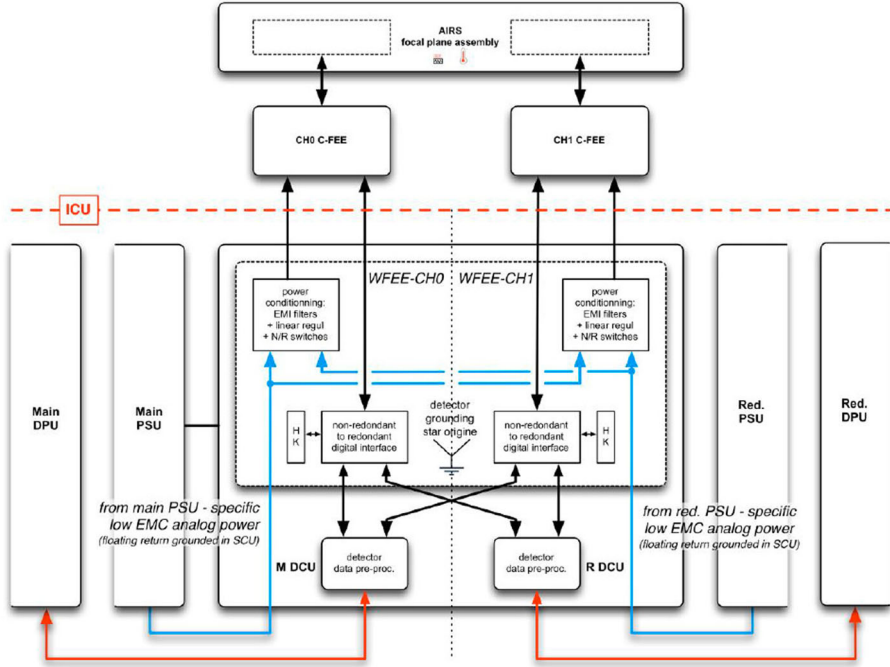 AIRS
focal plane assembly
CH0 C-FEE
CH1 C-FEE
ICU
WFEE-CH0
WFEE-CH1
power
conditionning:
EMI filters
+ linear regul
+ N/R switches
power
conditionning:
EMI filters
+ linear regul
+ N/R switches
Main
DPU
Main
PSU
Red.
PSU
Red.
DPU
H
K
non-redondant
to redondant
digital interface
detector
grounding
star origine
non-redondant
to redondant
digital interface
H
K
from main PSU - specific
low EMC analog power
(floating return grounded in SCU)
from red. PSU - specific
low EMC analog power
(floating return grounded in SCU)
M DCU
detector
data pre-proc.
detector
data pre-proc.
R DCU